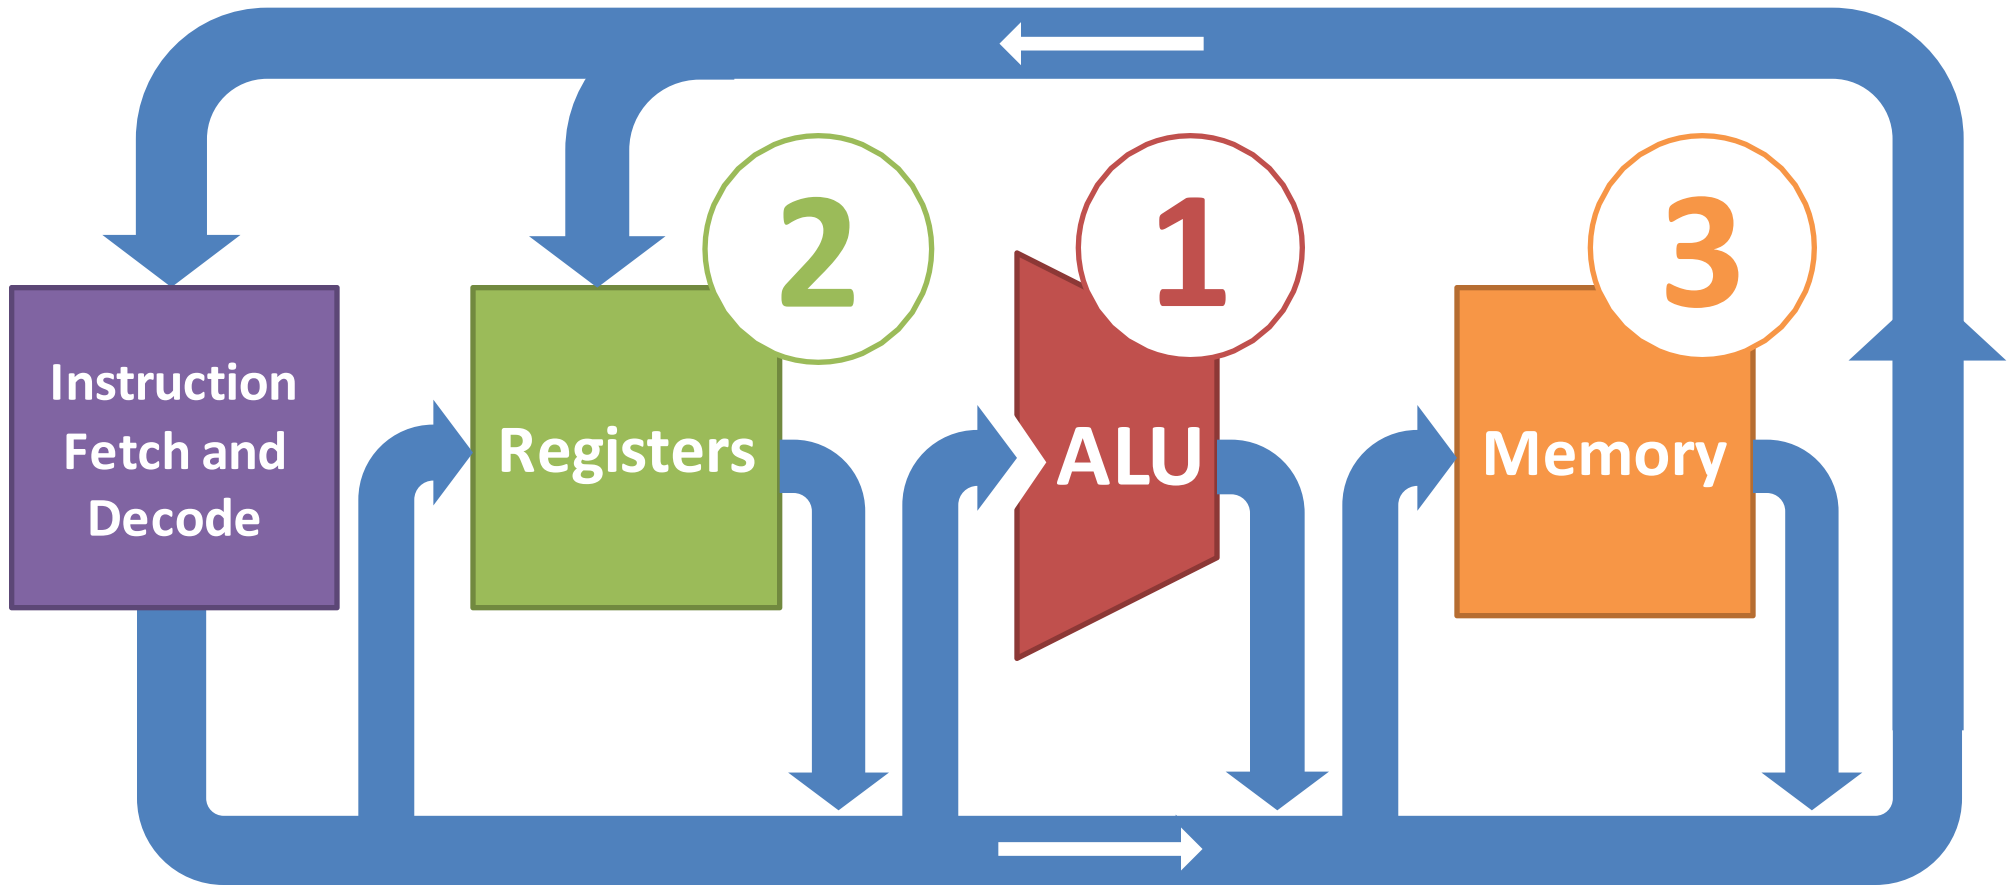 2
1
3
Instruction
Fetch and
Decode
Registers
ALU
Memory